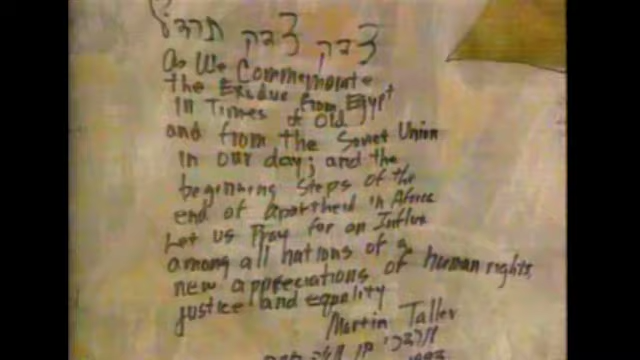 צדק צדק תרדף
As We Commemorate
the Exodus from Egypt
In Times of Old
and from the Soviet Union
in our day; and the
beginning steps of the
end of apartheid in Africa
Let us Pray for an Influx
among all nations of a
new appreciations of human rights,
justice and equality
Martin Taller